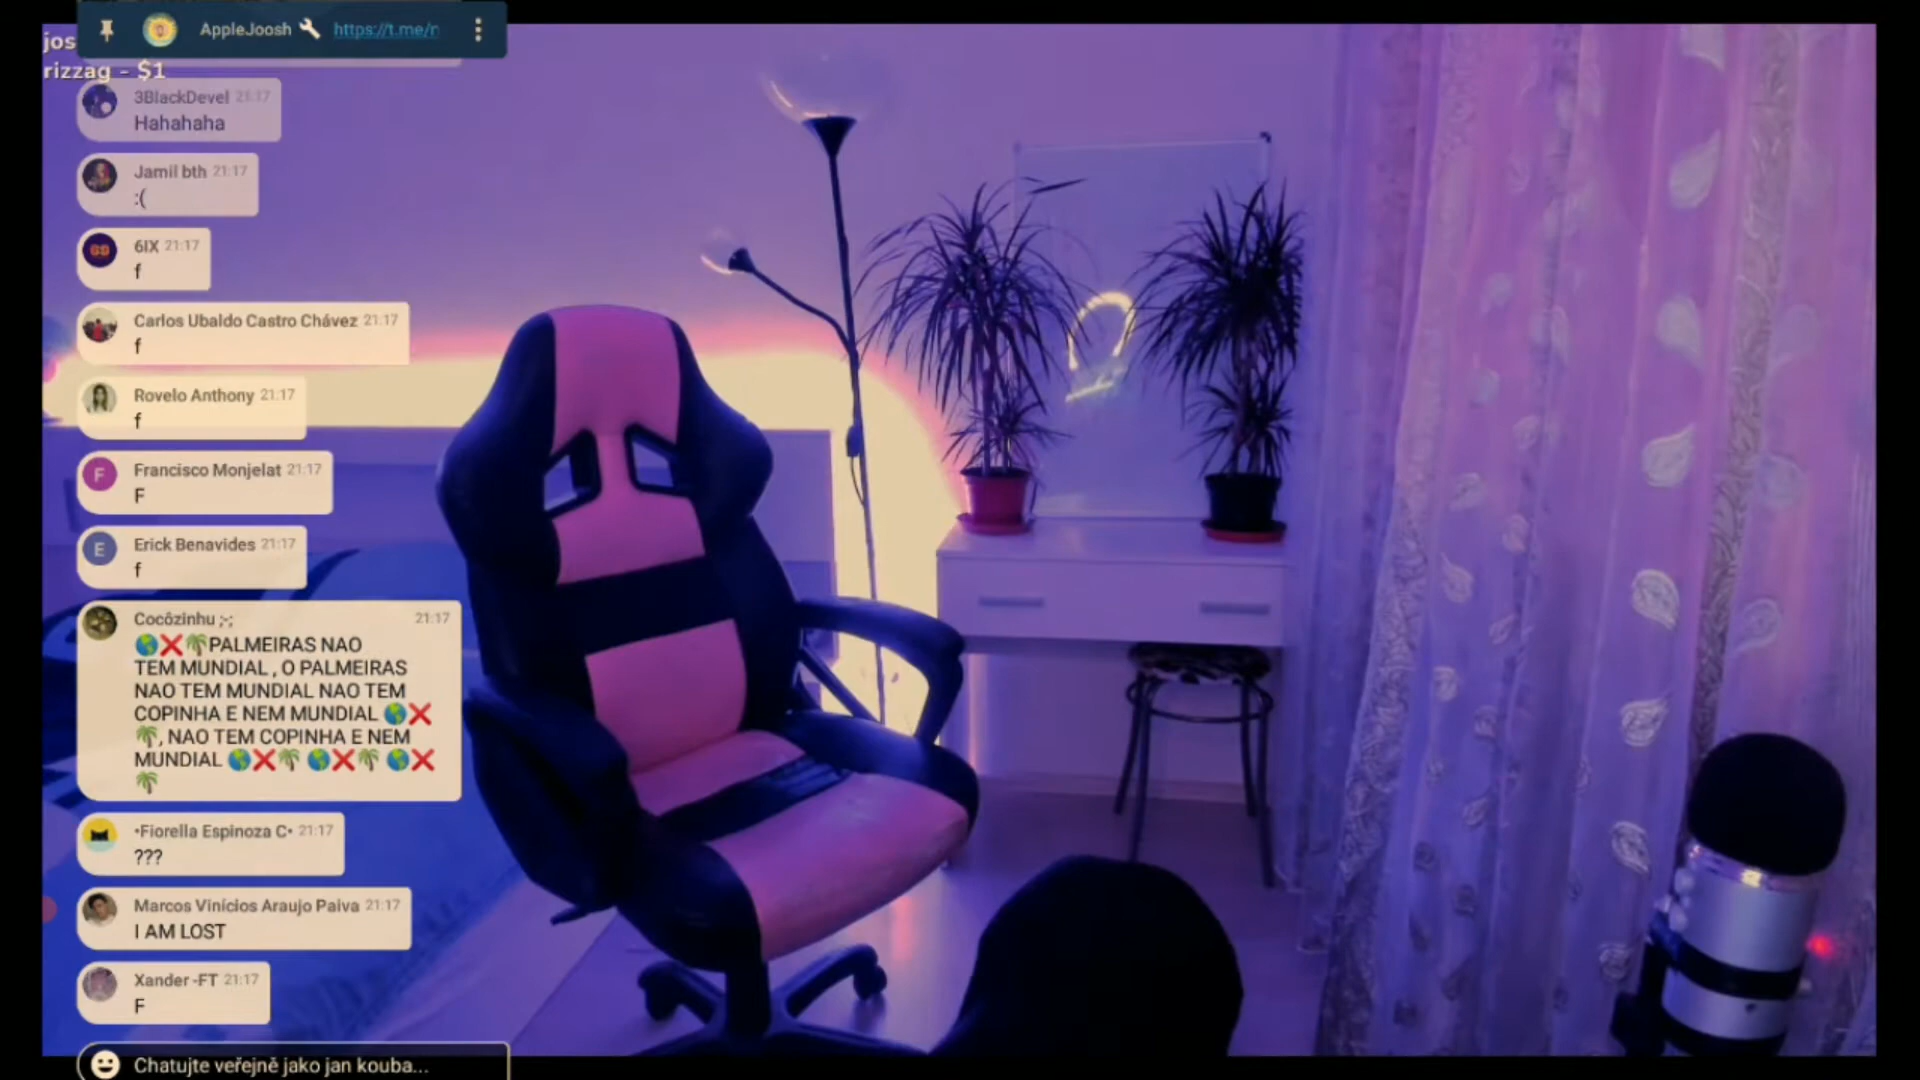 jos
AppleJoosh https://t.me/r
rizzag - $1
3BlackDevel 21:17
Hahahaha
Jamil bth 21:17
:(
6IX 21:17
f
Carlos Ubaldo Castro Chávez 21:17
f
Rovelo Anthony 21:17
f
F
Francisco Monjelat 21:17
F
E
Erick Benavides 21:17
f
Cocôzinhu ;-; 21:17
🌎❌🌴PALMEIRAS NAO
TEM MUNDIAL , O PALMEIRAS
NAO TEM MUNDIAL NAO TEM
COPINHA E NEM MUNDIAL 🌎❌
🌴, NAO TEM COPINHA E NEM
MUNDIAL 🌎❌🌴 🌎❌🌴 🌎❌
🌴
•Fiorella Espinoza C• 21:17
???
Marcos Vinícios Araujo Paiva 21:17
I AM LOST
Xander -FT 21:17
F
Chatujte veřejně jako jan kouba...